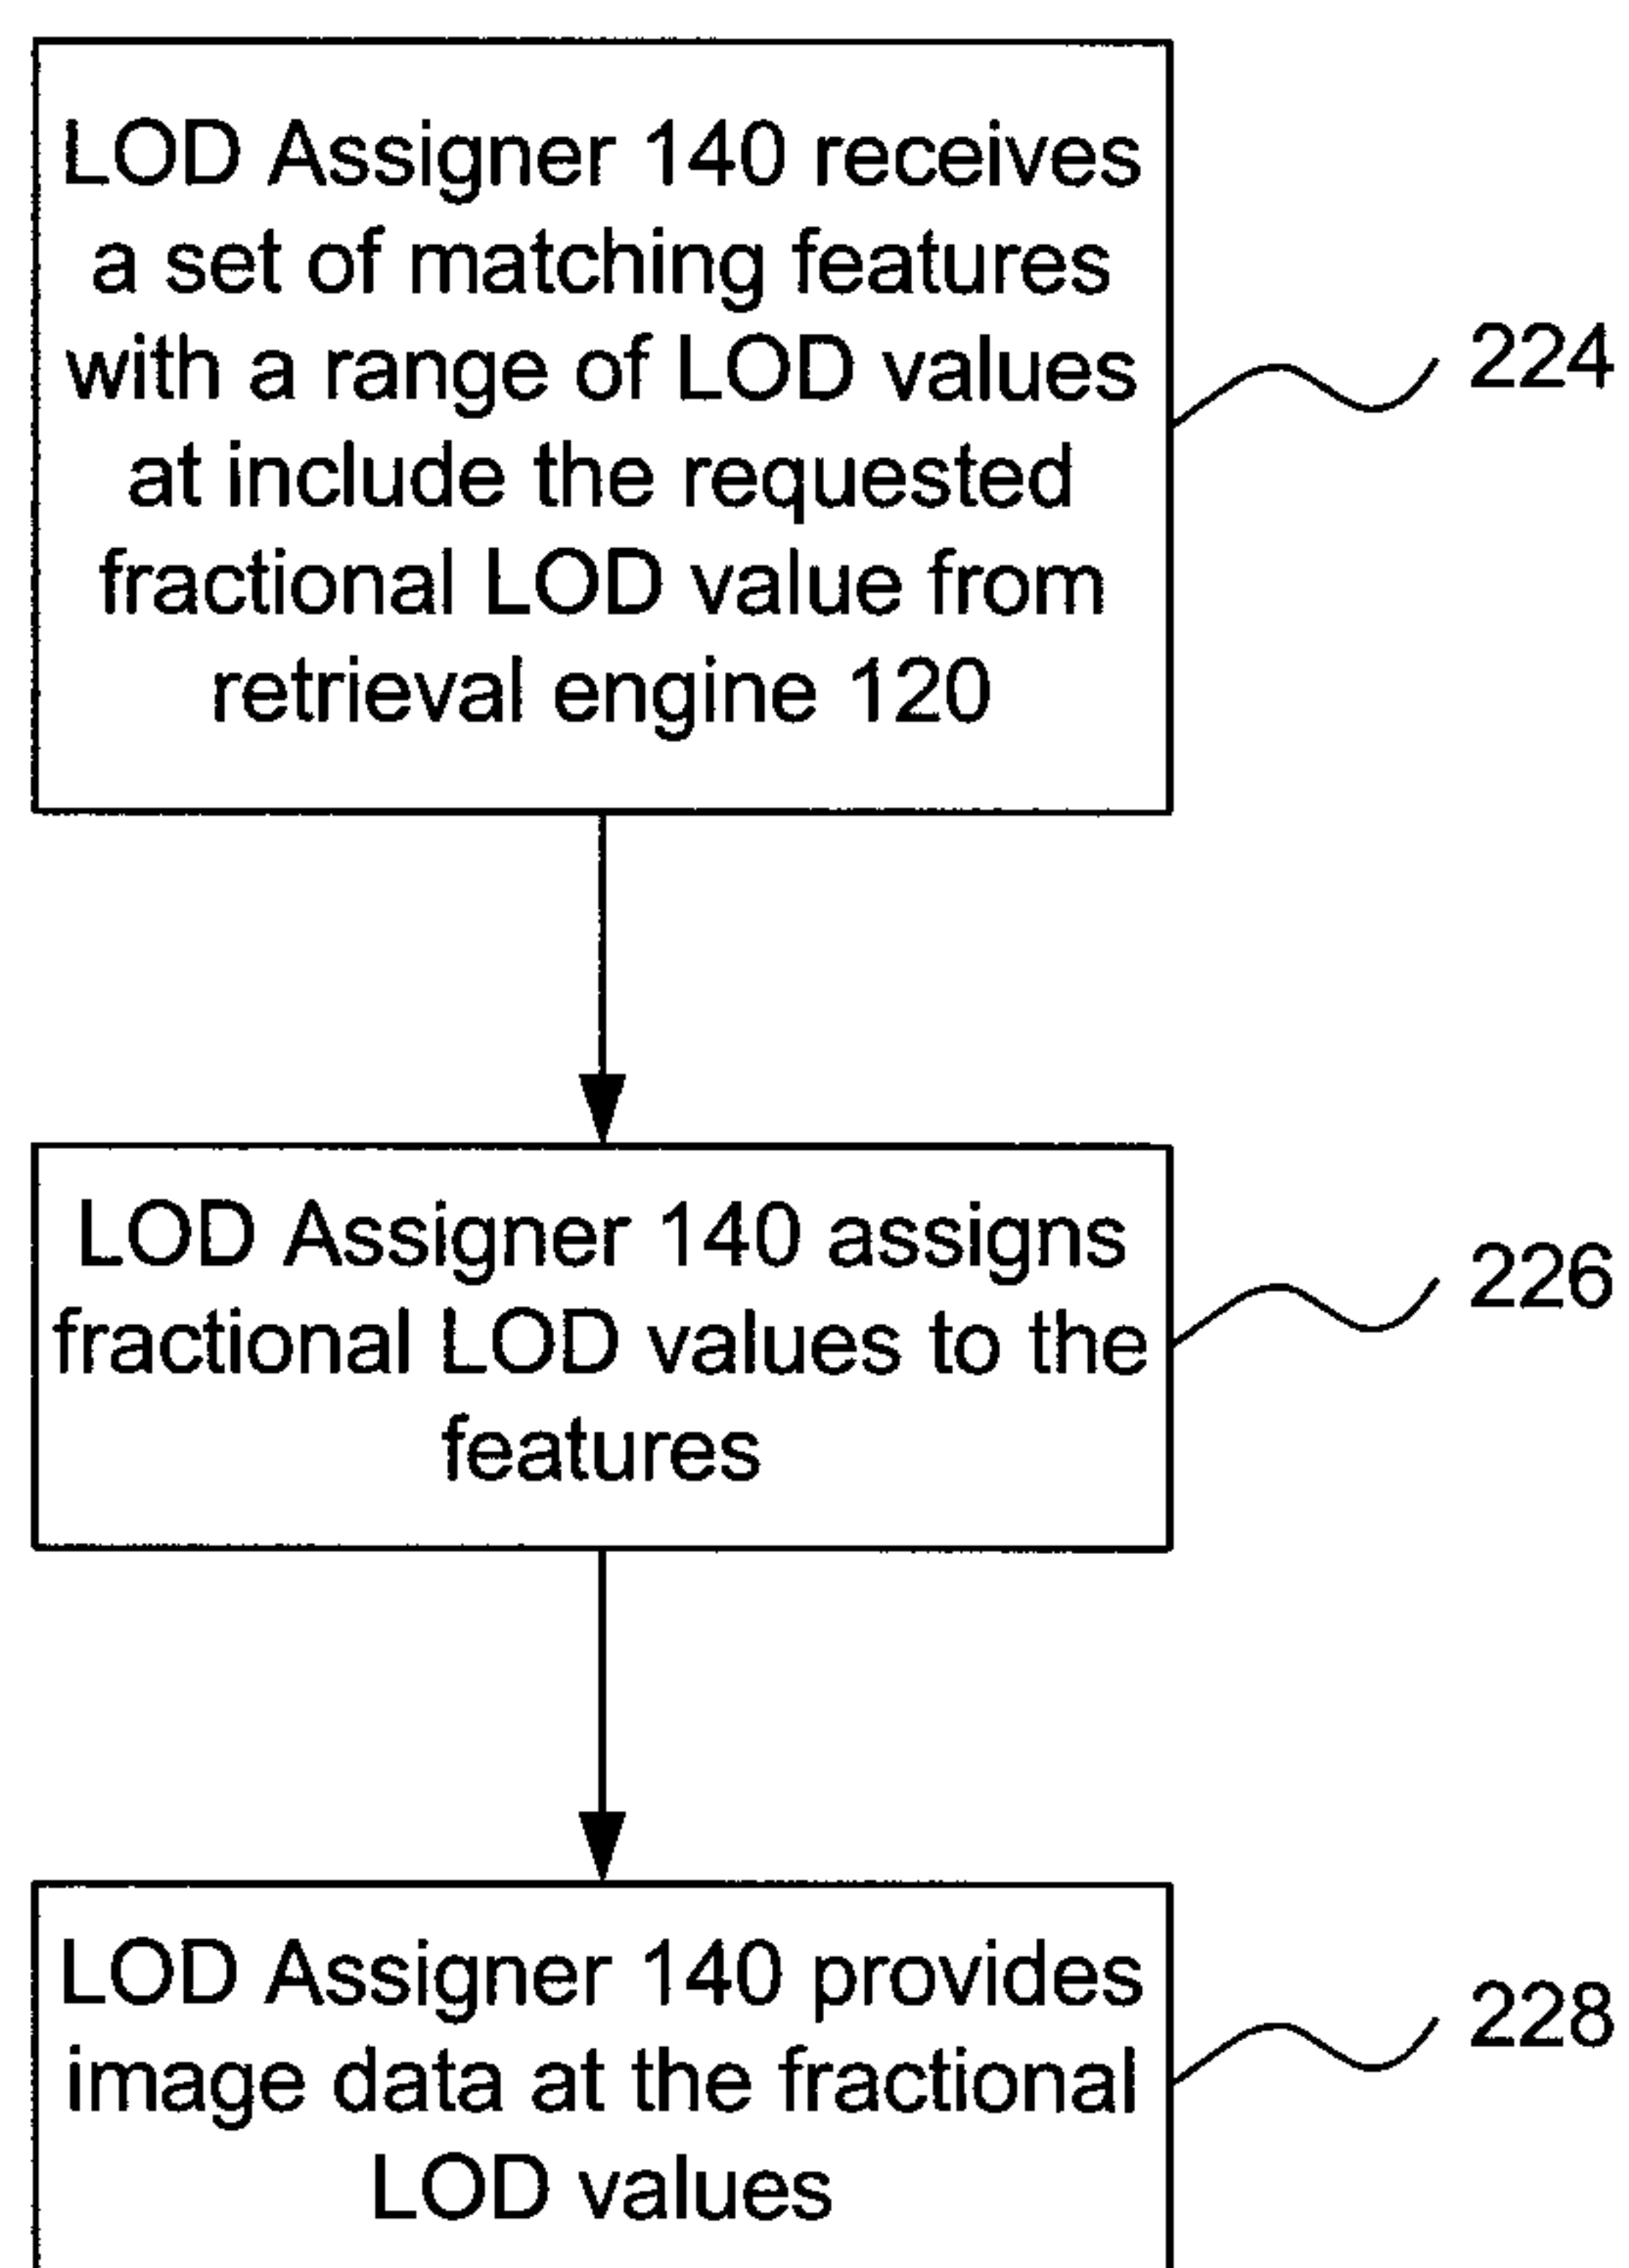 LOD Assigner 140 receives
a set of matching features
with a range of LOD values
at include the requested
fractional LOD value from
retrieval engine 120
224
LOD Assigner 140 assigns
fractional LOD values to the
features
226
LOD Assigner 140 provides
image data at the fractional
LOD values
228